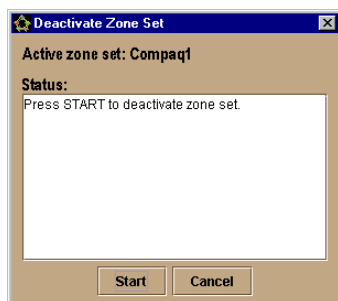 Deactivate Zone Set
Active zone set: Compaq1
Status:
Press START to deactivate zone set.
Start Cancel